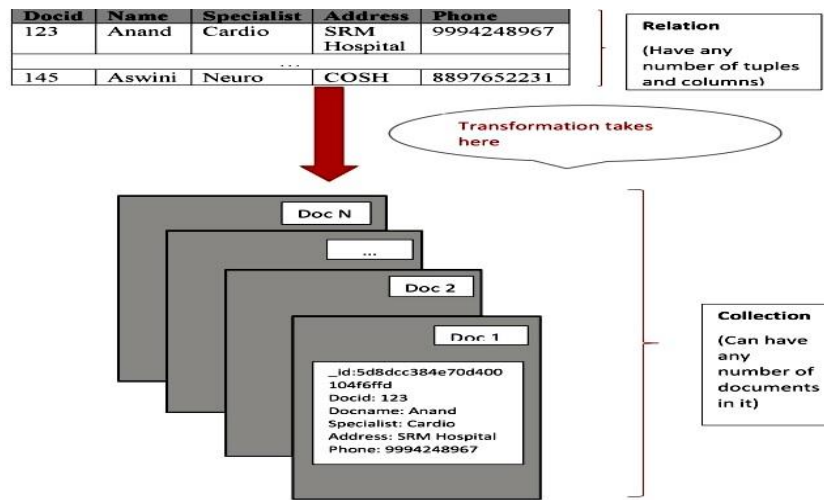 Docid Name Specialist Address Phone
123 Anand Cardio SRM Hospital 9994248967
...
145 Aswini Neuro COSH 8897652231
Relation
(Have any
number of tuples
and columns)
Transformation takes
here
Doc N
...
Doc 2
Doc 1
_id:5d8dcc384e70d400
104f6ffd
Docid: 123
Docname: Anand
Specialist: Cardio
Address: SRM Hospital
Phone: 9994248967
Collection
(Can have
any
number of
documents
in it)